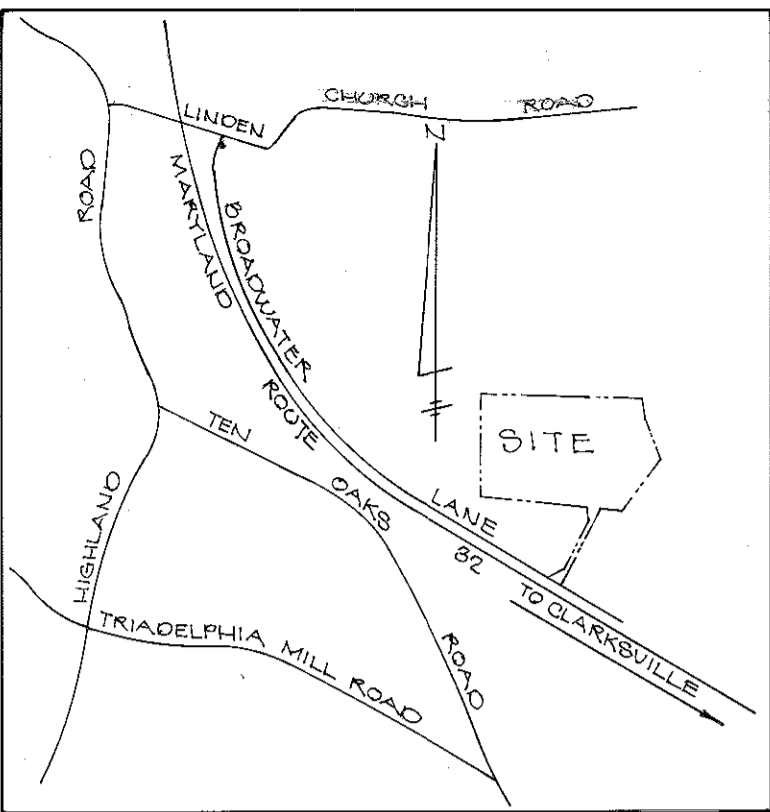 LINDEN CHURCH ROAD
N
ROAD
HIGHLAND
MARYLAND ROUTE 32
BROADWATER LANE
SITE
TEN OAKS ROAD
TO CLARKSVILLE
TRIADELPHIA MILL ROAD